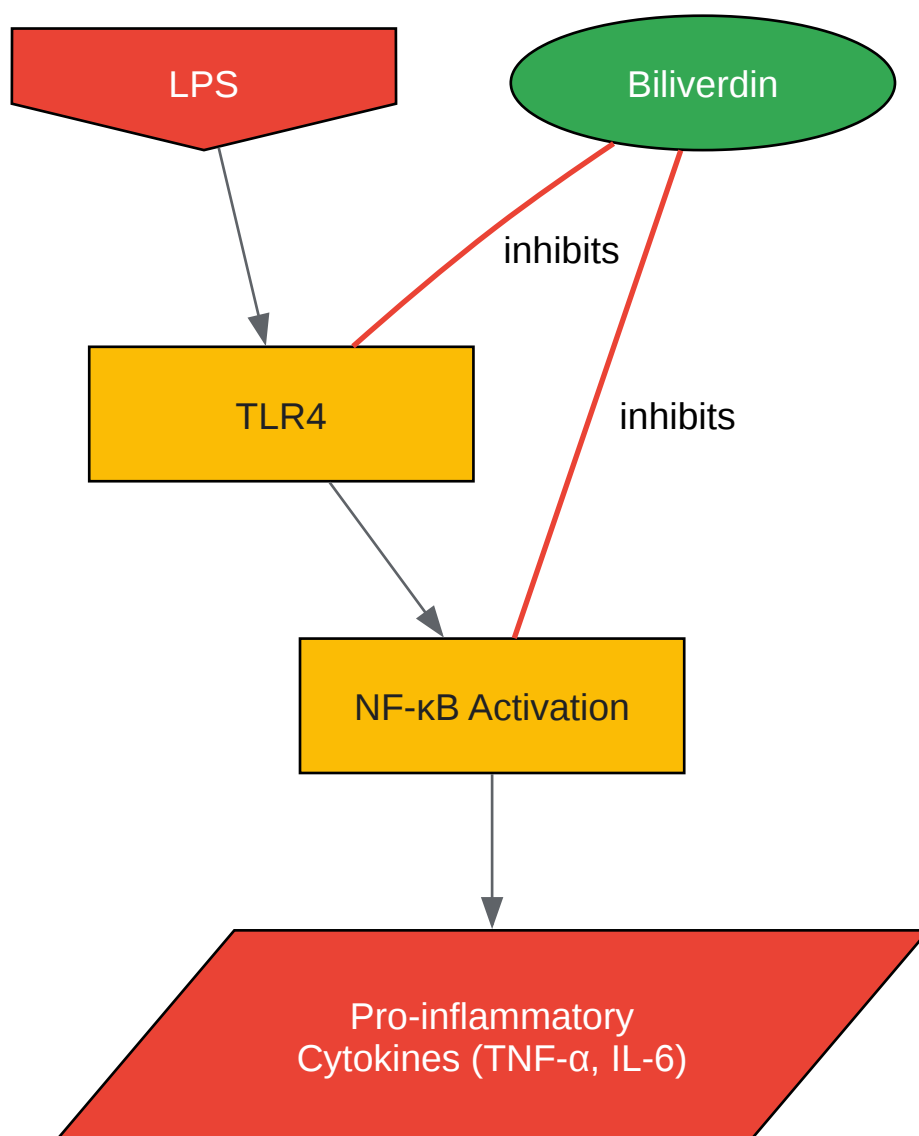 LPS
Biliverdin
inhibits
TLR4
inhibits
NF-κB Activation
Pro-inflammatory
Cytokines (TNF-α, IL-6)